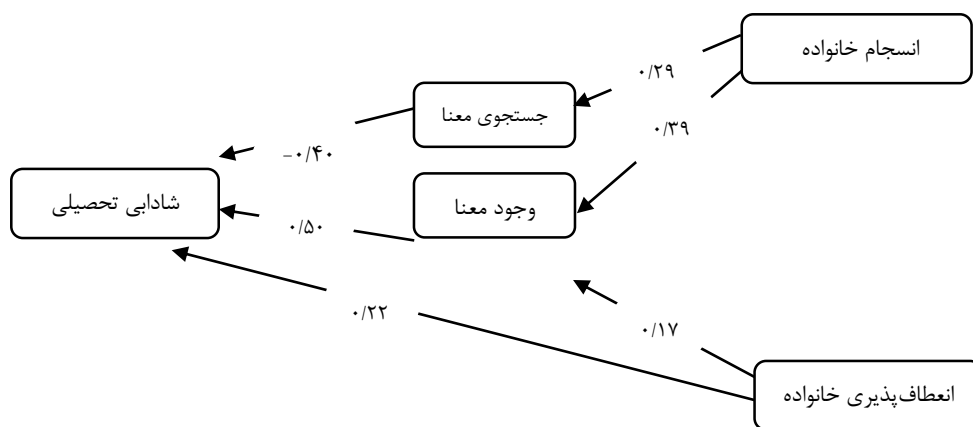 انسجام خانواده
۰/۲۹
جستجوی معنا
۰/۳۹
-۰/۴۰
وجود معنا
شادابی تحصیلی
۰/۵۰
۰/۲۲
۰/۱۷
انعطاف‌پذیری خانواده